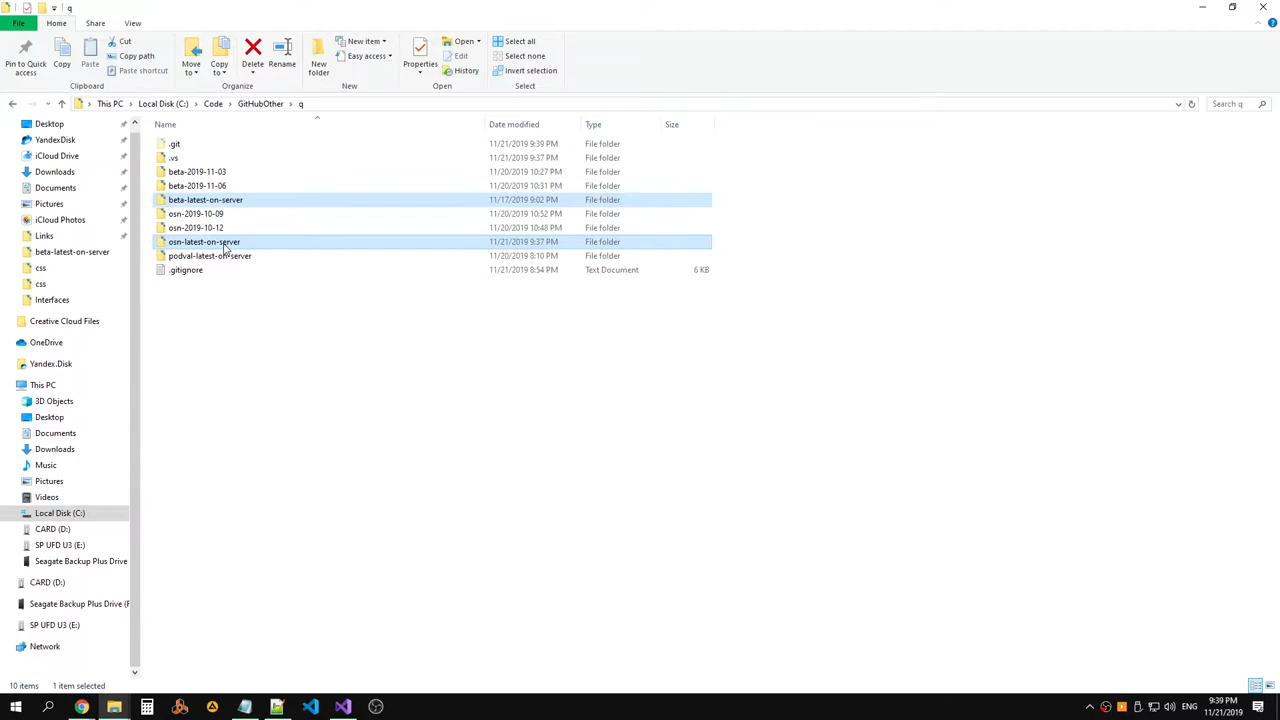 q
File Home Share View
Pin to Quick access
Copy
Paste
Cut
Copy path
Paste shortcut
Move to
Copy to
Delete
Rename
New folder
New item
Easy access
Properties
Open
Edit
History
Select all
Select none
Invert selection
Clipboard Organize New Open Select
This PC Local Disk (C:) Code GitHubOther q Search q
Name Date modified Type Size
.git 11/21/2019 9:39 PM File folder
.vs 11/21/2019 9:37 PM File folder
beta-2019-11-03 11/20/2019 10:27 PM File folder
beta-2019-11-06 11/20/2019 10:31 PM File folder
beta-latest-on-server 11/17/2019 9:02 PM File folder
osn-2019-10-09 11/20/2019 10:52 PM File folder
osn-2019-10-12 11/20/2019 10:48 PM File folder
osn-latest-on-server 11/21/2019 9:37 PM File folder
podval-latest-on-server 11/20/2019 8:10 PM File folder
.gitignore 11/21/2019 8:54 PM Text Document 6 KB
Desktop
YandexDisk
iCloud Drive
Downloads
Documents
Pictures
iCloud Photos
Links
beta-latest-on-server
css
css
Interfaces
Creative Cloud Files
OneDrive
Yandex.Disk
This PC
3D Objects
Desktop
Documents
Downloads
Music
Pictures
Videos
Local Disk (C:)
CARD (D:)
SP UFD U3 (E:)
Seagate Backup Plus Drive
CARD (D:)
Seagate Backup Plus Drive (F
SP UFD U3 (E:)
Network
10 items 1 item selected
ENG
9:39 PM
11/21/2019